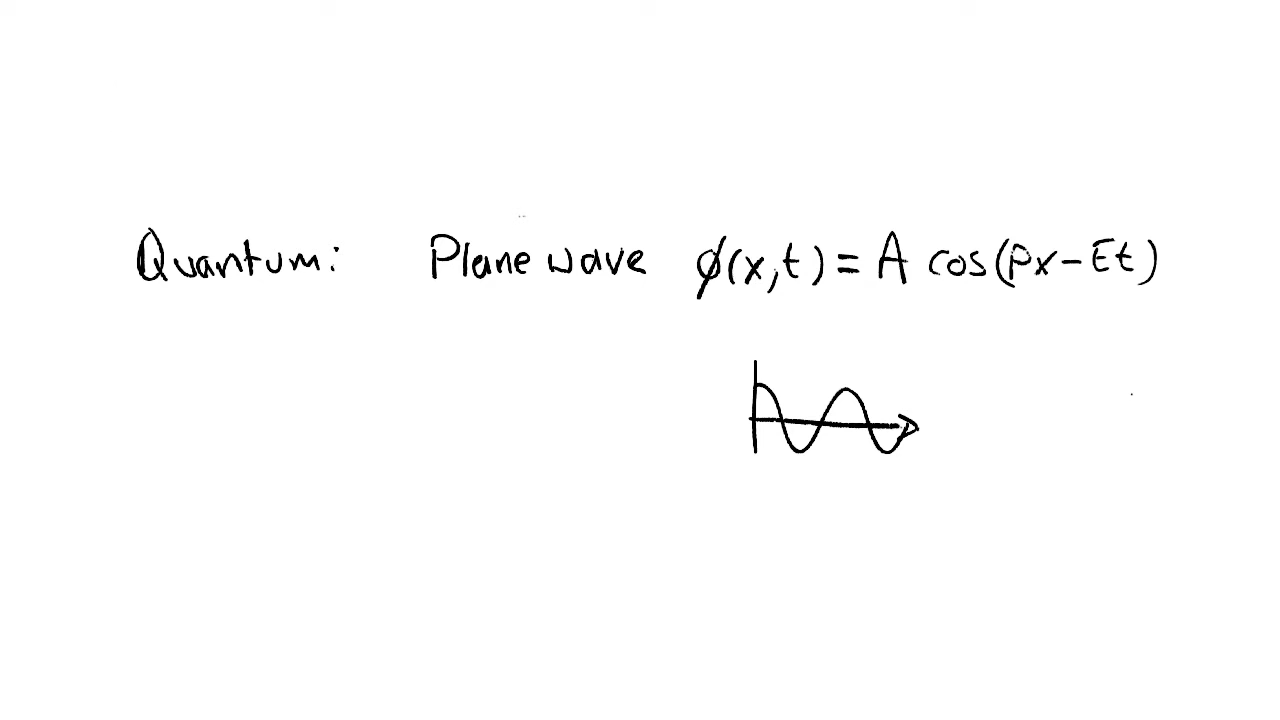 Quantum: Plane wave ϕ(x,t) = A cos(px-Et)